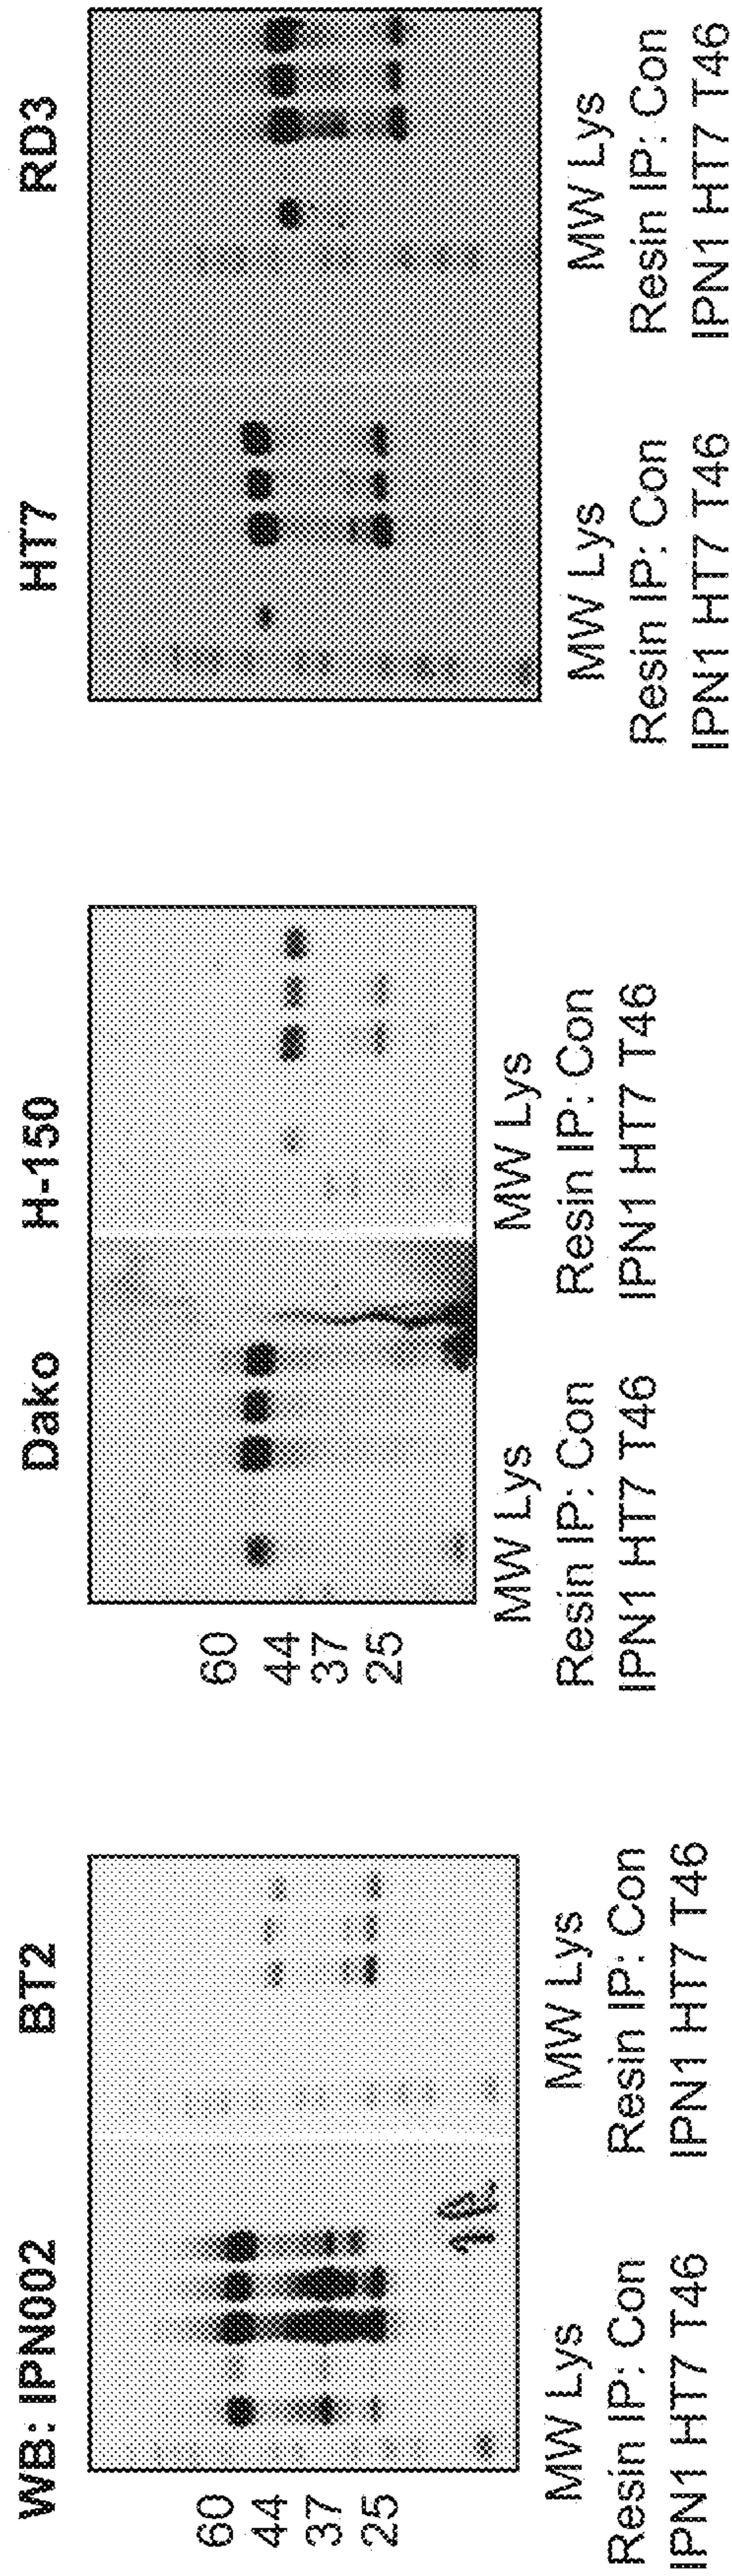 WB: IPN002 BT2 Dako H-150 HT7 RD3
60
44
37
25
MW Lys
Resin IP: Con
IPN1 HT7 T46
MW Lys
Resin IP: Con
IPN1 HT7 T46
60
44
37
25
MW Lys
Resin IP: Con
IPN1 HT7 T46
MW Lys
Resin IP: Con
IPN1 HT7 T46
MW Lys
Resin IP: Con
IPN1 HT7 T46
MW Lys
Resin IP: Con
IPN1 HT7 T46